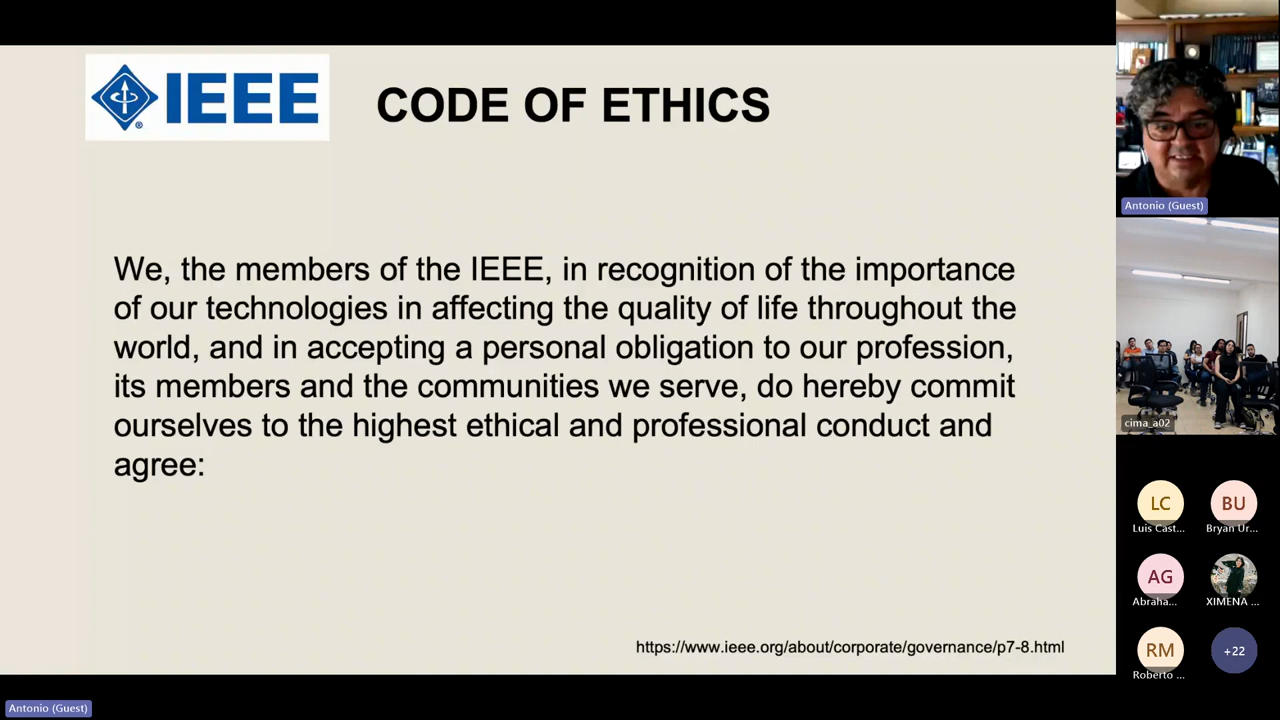 IEEE
CODE OF ETHICS
We, the members of the IEEE, in recognition of the importance
of our technologies in affecting the quality of life throughout the
world, and in accepting a personal obligation to our profession,
its members and the communities we serve, do hereby commit
ourselves to the highest ethical and professional conduct and
agree:
https://www.ieee.org/about/corporate/governance/p7-8.html
Antonio (Guest)
Antonio (Guest)
cima_a02
LC
Luis Cast...
BU
Bryan Ur...
AG
Abraha...
XIMENA ...
RM
Roberto ...
+22